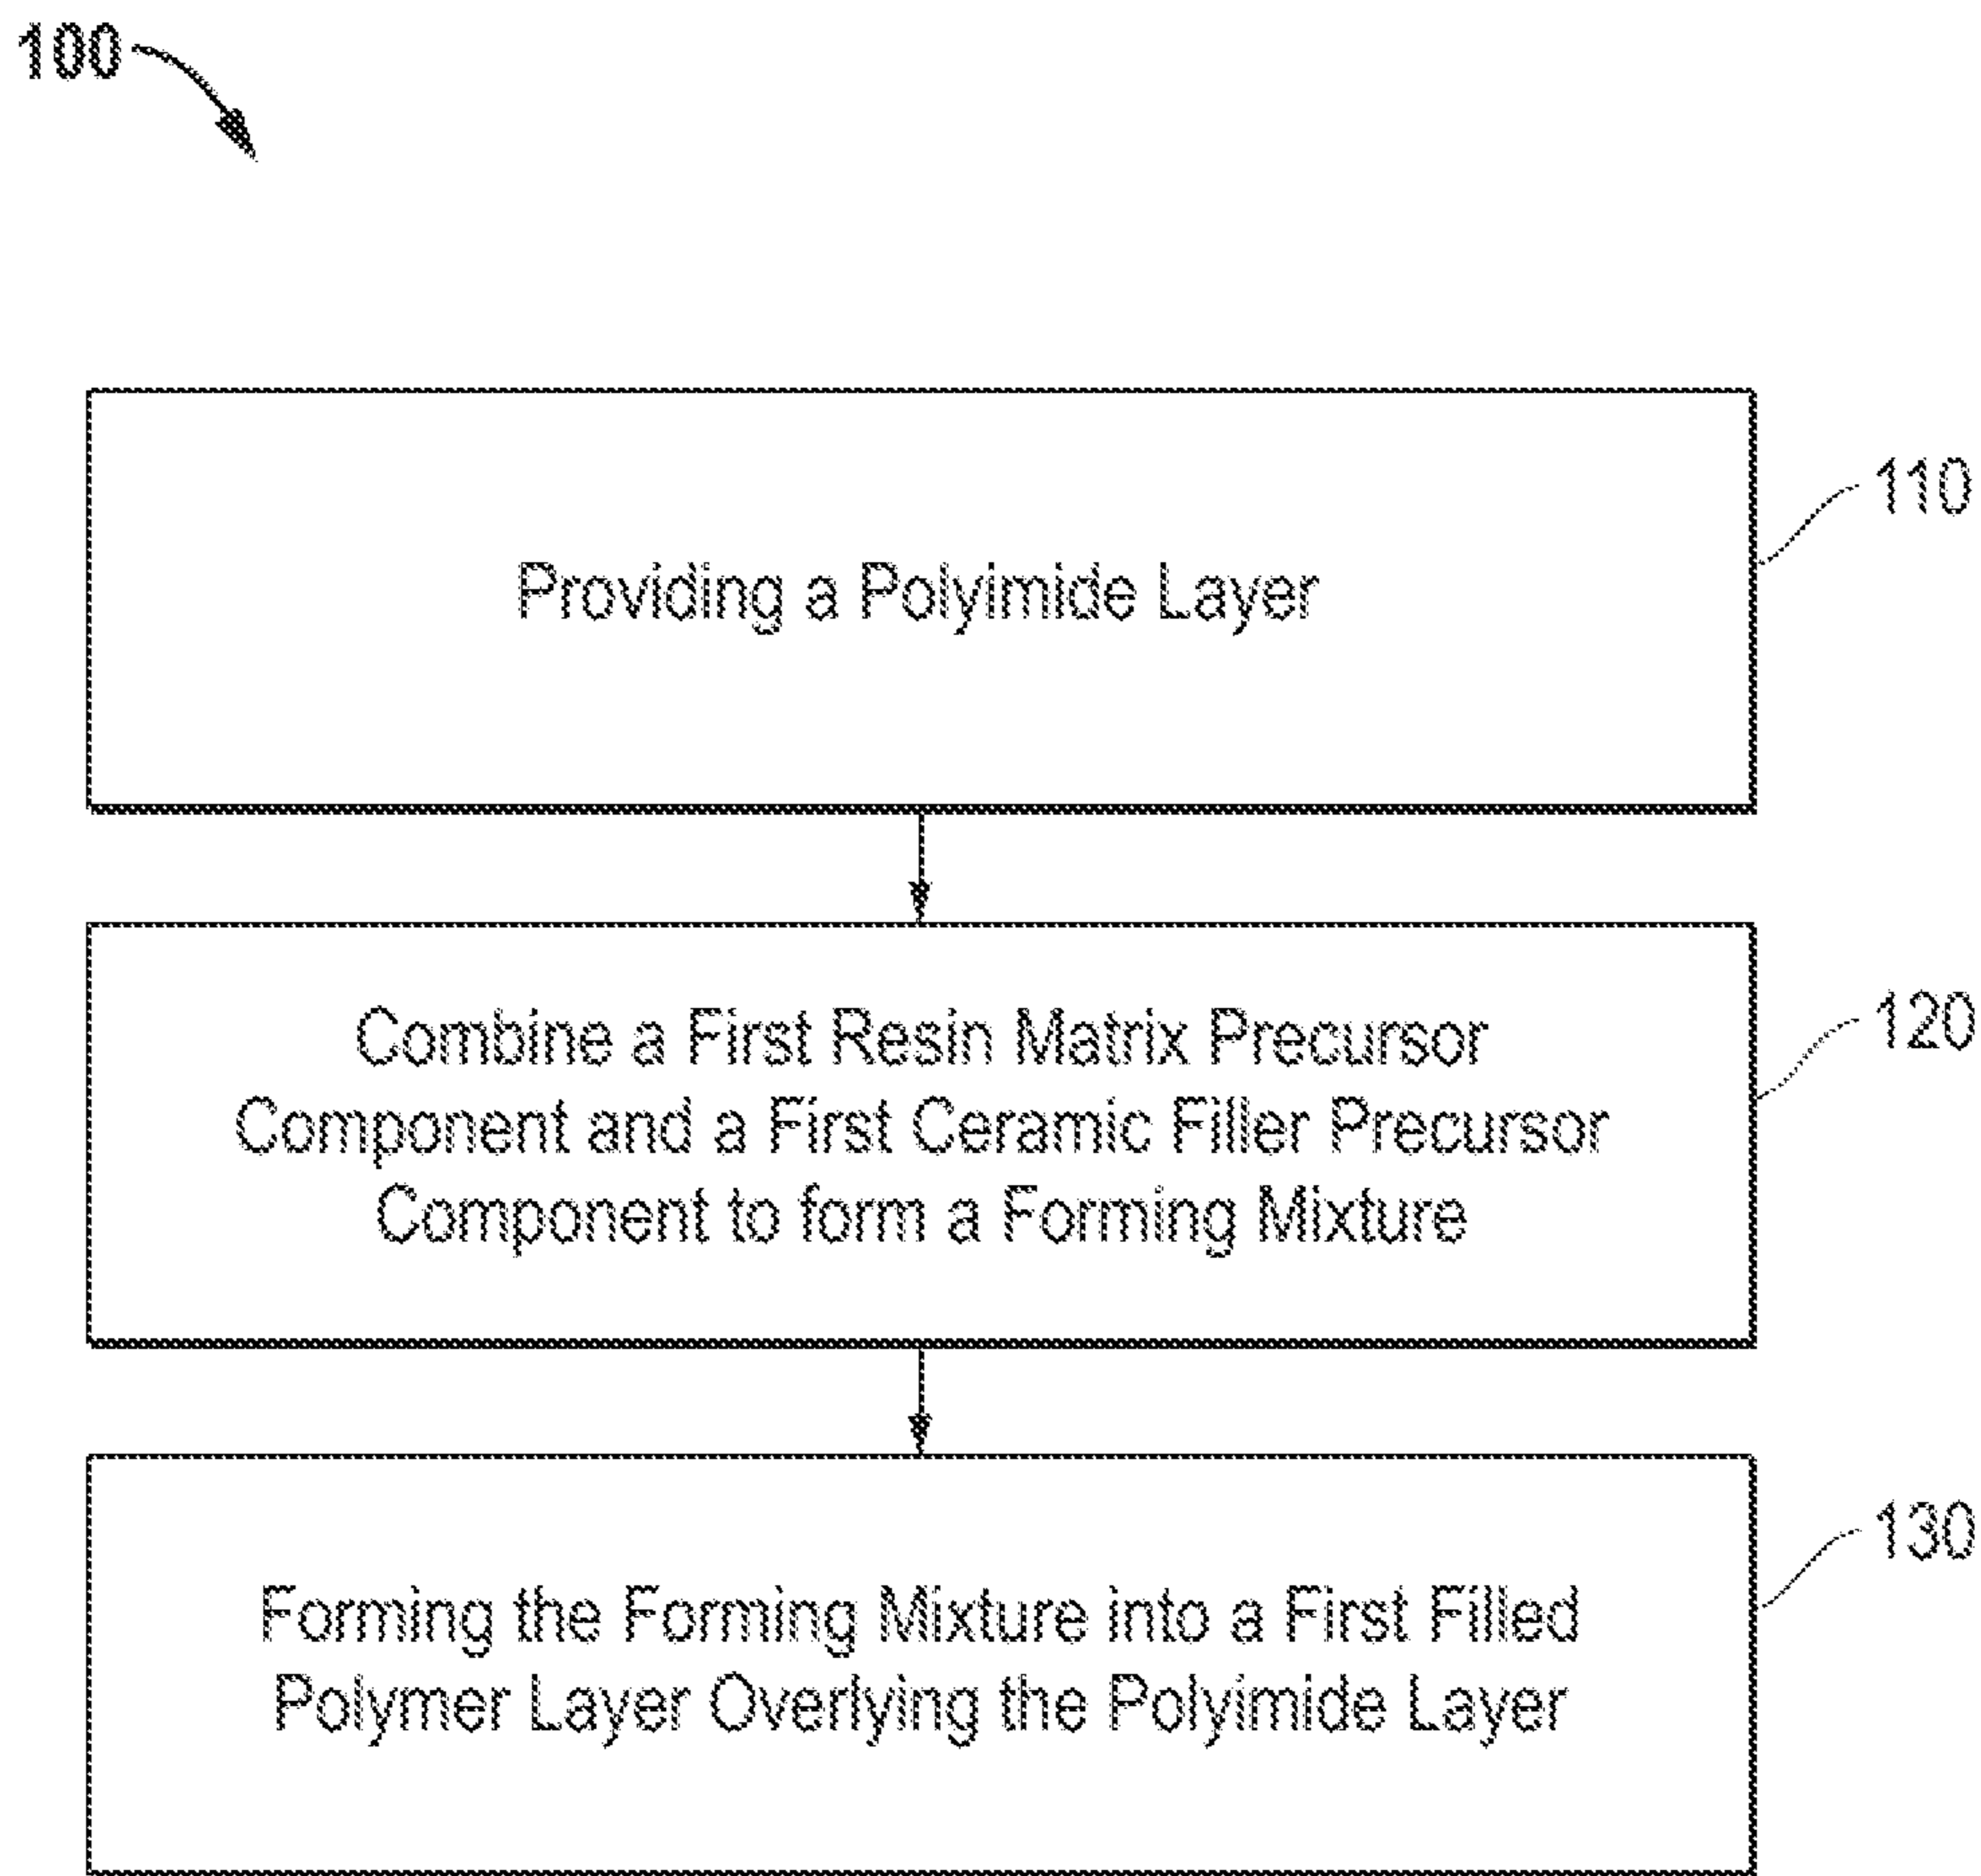 100
Providing a Polyimide Layer
110
Combine a First Resin Matrix Precursor
Component and a First Ceramic Filler Precursor
Component to form a Forming Mixture
120
Forming the Forming Mixture into a First Filled
Polymer Layer Overlying the Polyimide Layer
130